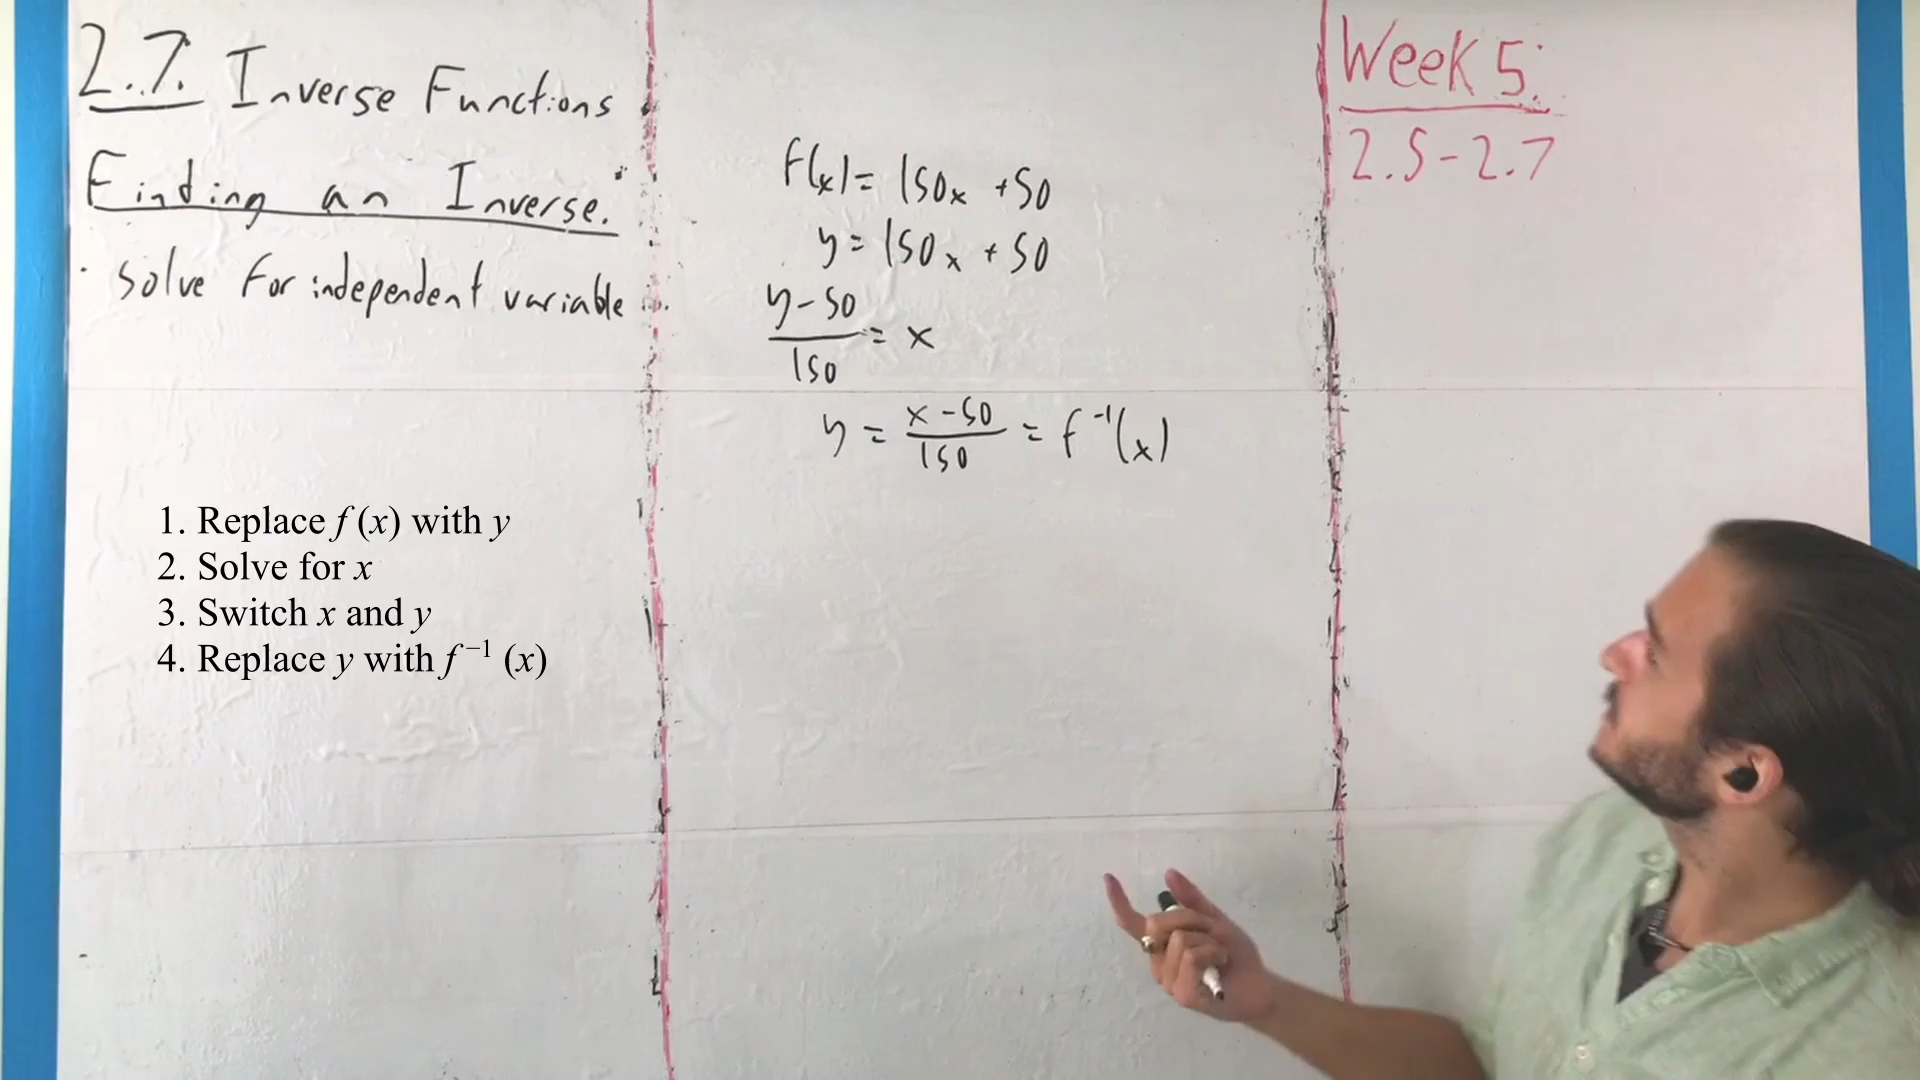 2.7. Inverse Functions
Finding an Inverse:
· solve for independent variable
1. Replace f(x) with y
2. Solve for x
3. Switch x and y
4. Replace y with f⁻¹(x)
f(x) = 150x + 50
y = 150x + 50
y - 50
150
= x
y = x - 50 / 150 = f⁻¹(x)
Week 5:
2.5-2.7